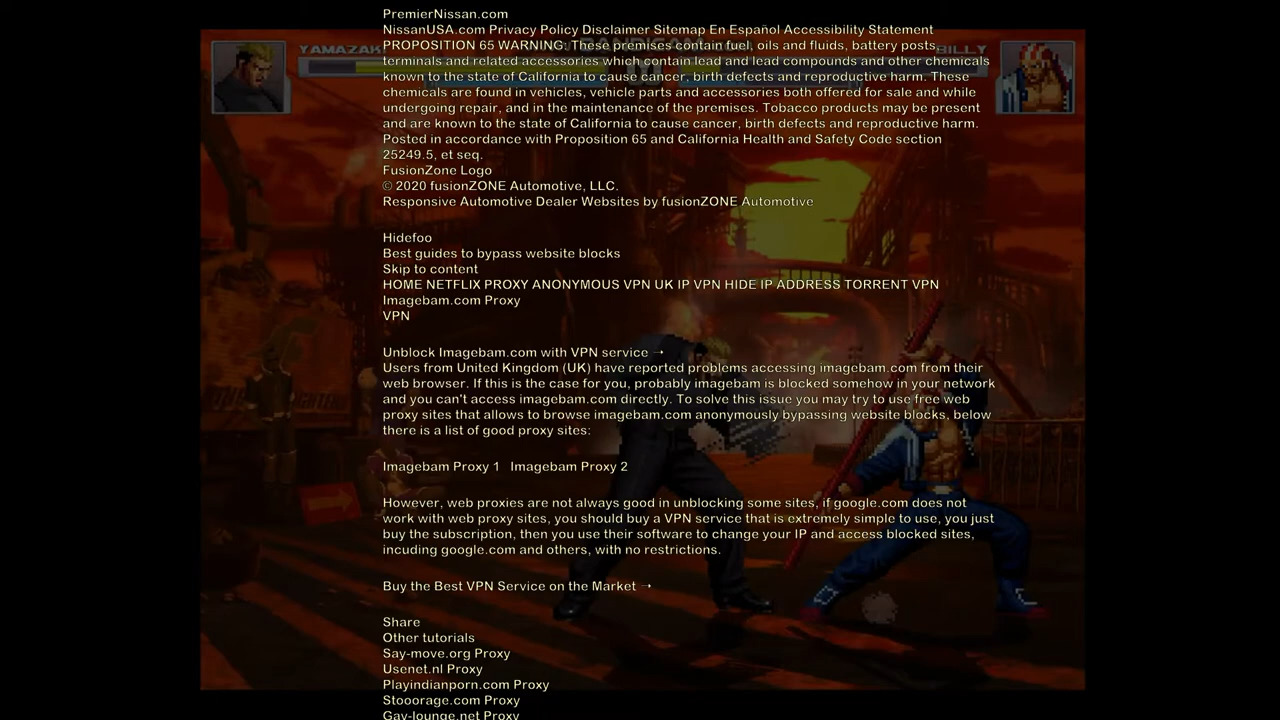 PremierNissan.com
NissanUSA.com Privacy Policy Disclaimer Sitemap En Español Accessibility Statement
PROPOSITION 65 WARNING: These premises contain fuel, oils and fluids, battery posts,
YAMAZAKI
BILLY
terminals and related accessories which contain lead and lead compounds and other chemicals
known to the state of California to cause cancer, birth defects and reproductive harm. These
chemicals are found in vehicles, vehicle parts and accessories both offered for sale and while
undergoing repair, and in the maintenance of the premises. Tobacco products may be present
and are known to the state of California to cause cancer, birth defects and reproductive harm.
Posted in accordance with Proposition 65 and California Health and Safety Code section
25249.5, et seq.
FusionZone Logo
© 2020 fusionZONE Automotive, LLC.
Responsive Automotive Dealer Websites by fusionZONE Automotive
Hidefoo
Best guides to bypass website blocks
Skip to content
HOME NETFLIX PROXY ANONYMOUS VPN UK IP VPN HIDE IP ADDRESS TORRENT VPN
Imagebam.com Proxy
VPN
Unblock Imagebam.com with VPN service →
Users from United Kingdom (UK) have reported problems accessing imagebam.com from their
web browser. If this is the case for you, probably imagebam is blocked somehow in your network
and you can't access imagebam.com directly. To solve this issue you may try to use free web
proxy sites that allows to browse imagebam.com anonymously bypassing website blocks, below
there is a list of good proxy sites:
Imagebam Proxy 1 Imagebam Proxy 2
However, web proxies are not always good in unblocking some sites, if google.com does not
work with web proxy sites, you should buy a VPN service that is extremely simple to use, you just
buy the subscription, then you use their software to change your IP and access blocked sites,
incuding google.com and others, with no restrictions.
Buy the Best VPN Service on the Market →
Share
Other tutorials
Say-move.org Proxy
Usenet.nl Proxy
Playindianporn.com Proxy
Stooorage.com Proxy
Gay-lounge.net Proxy